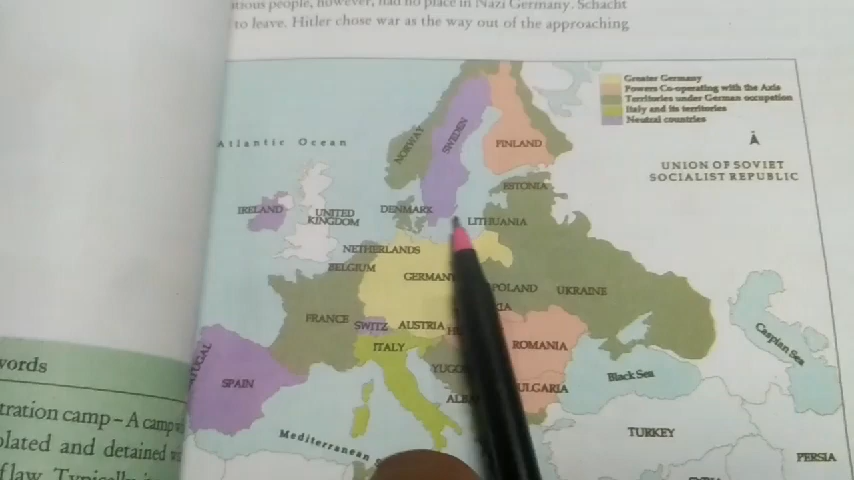 people, however, had no place in Nazi Germany. Schacht
to leave. Hitler chose war as the way out of the approaching
Greater Germany
Powers Co-operating with the Axis
Territories under German occupation
Italy and its territories
Neutral countries
Atlantic Ocean
NORWAY
SWEDEN
FINLAND
UNION OF SOVIET
SOCIALIST REPUBLIC
ESTONIA
IRELAND
UNITED
KINGDOM
DENMARK
LITHUANIA
NETHERLANDS
BELGIUM
GERMANY
POLAND
UKRAINE
FRANCE
SWITZ
AUSTRIA
ITALY
ROMANIA
Caspian Sea
SPAIN
Black Sea
Mediterranean
TURKEY
PERSIA
words
camp – A camp
and detained
of law.